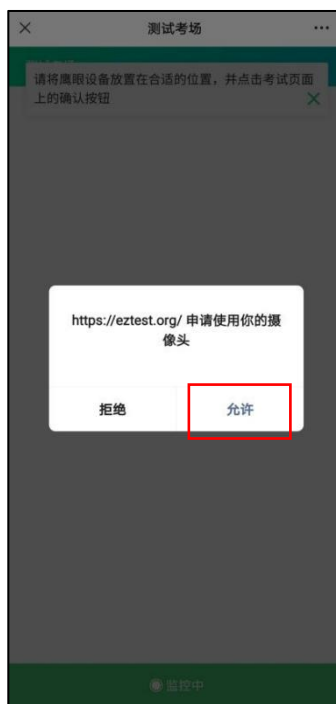 测试考场
请将鹰眼设备放置在合适的位置，并点击考试页面
上的确认按钮
https://eztest.org/ 申请使用你的摄
像头
拒绝
允许
监控中